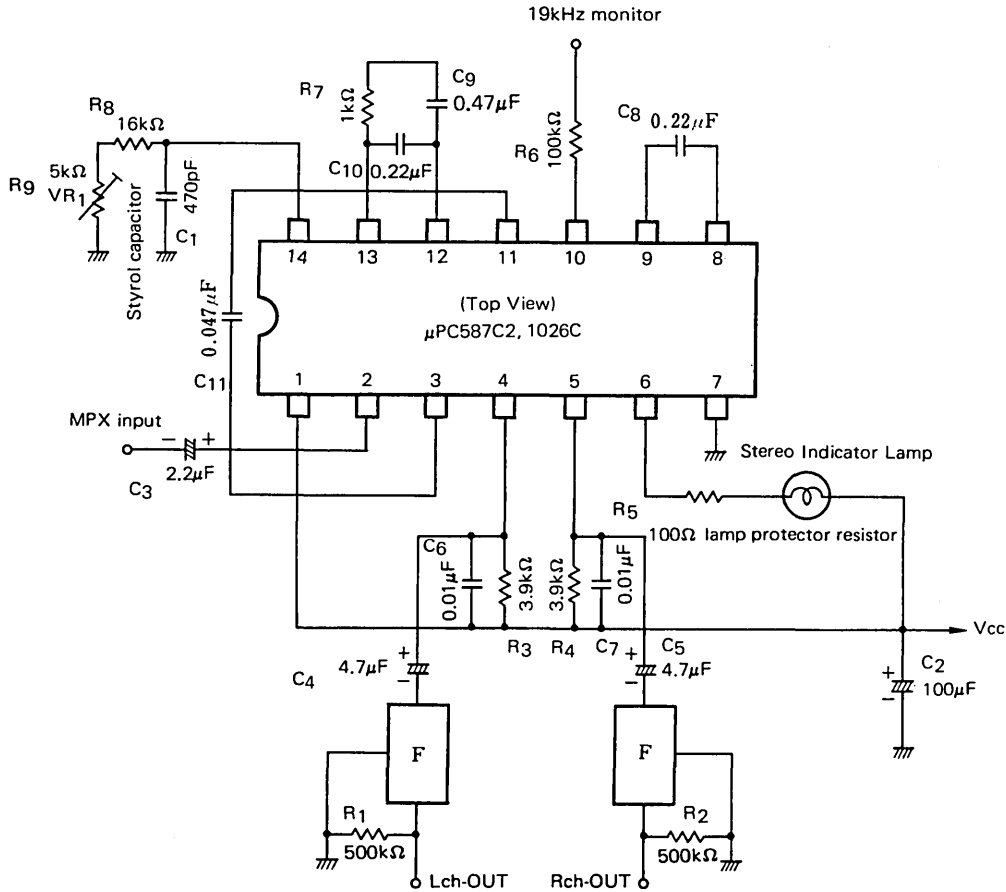 19kHz monitor
R7
1kΩ
C9
0.47μF
C10 0.22μF
R8
16kΩ
R9
5kΩ
VR1
470pF
C1
Styrol capacitor
R6
100kΩ
C8
0.22μF
14 13 12 11 10 9 8
(Top View)
μPC587C2, 1026C
0.047μF
C11
1 2 3 4 5 6 7
MPX input
− +
2.2μF
C3
Stereo Indicator Lamp
R5
100Ω lamp protector resistor
C6
0.01μF
3.9kΩ
3.9kΩ
0.01μF
R3 R4 C7 C5
Vcc
C4
4.7μF
+
−
+
−
4.7μF
C2
+
−
100μF
F
F
R1
500kΩ
R2
500kΩ
Lch-OUT
Rch-OUT